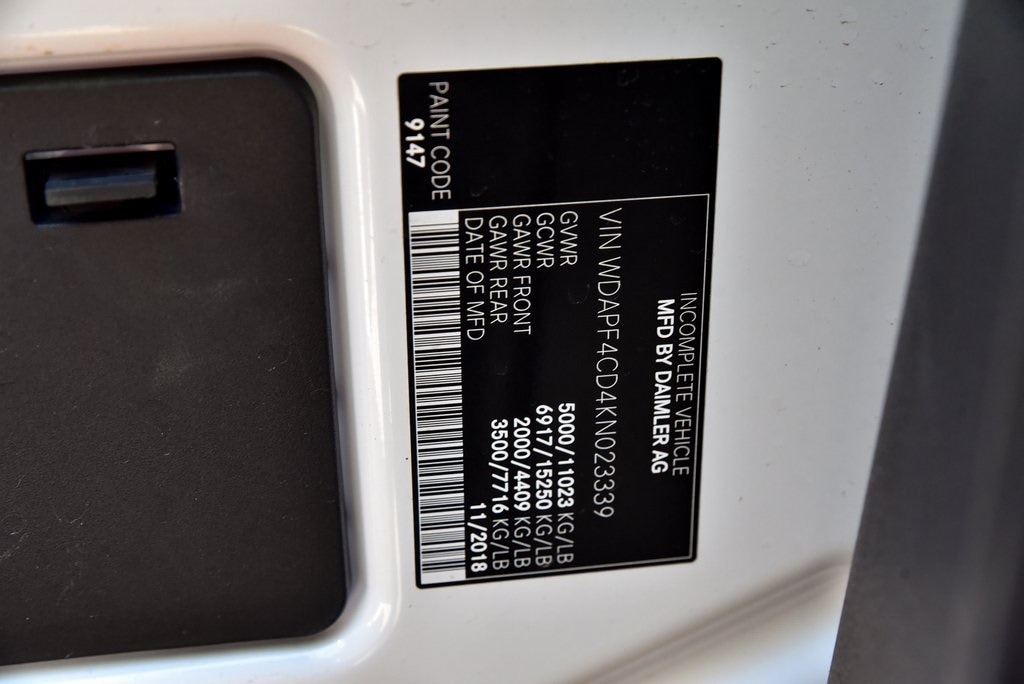 INCOMPLETE VEHICLE
MFD BY DAIMLER AG
VIN WDAPF4CD4KN023339
GVWR 5000/11023 KG/LB
GCWR 6917/15250 KG/LB
GAWR FRONT 2000/4409 KG/LB
GAWR REAR 3500/7716 KG/LB
DATE OF MFD 11/2018
PAINT CODE
9147